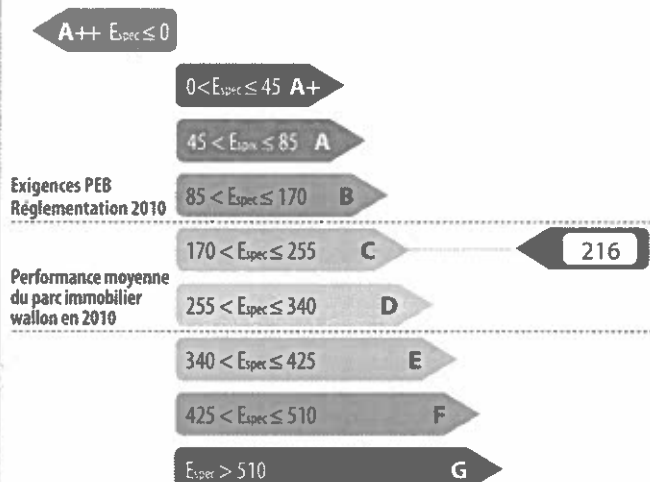 A++ Espec ≤ 0
0 < Espec ≤ 45 A+
45 < Espec ≤ 85 A
Exigences PEB
Réglementation 2010
85 < Espec ≤ 170 B
170 < Espec ≤ 255 C
216
Performance moyenne
du parc immobilier
wallon en 2010
255 < Espec ≤ 340 D
340 < Espec ≤ 425 E
425 < Espec ≤ 510 F
Espec > 510 G